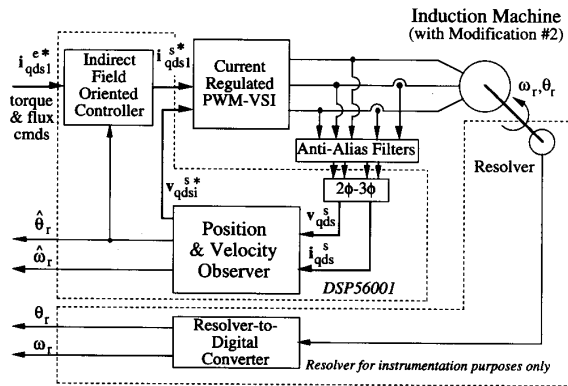 Induction Machine
(with Modification #2)
i_qds1^e*
i_qds1^s*
Indirect
Field
Oriented
Controller
Current
Regulated
PWM-VSI
torque
& flux
cmds
ω_r,θ_r
Anti-Alias Filters
Resolver
2φ-3φ
v_qdsi^s*
v_qds^s
i_qds^s
Position
& Velocity
Observer
θ̂_r
ω̂_r
DSP56001
θ_r
ω_r
Resolver-to-
Digital
Converter
Resolver for instrumentation purposes only